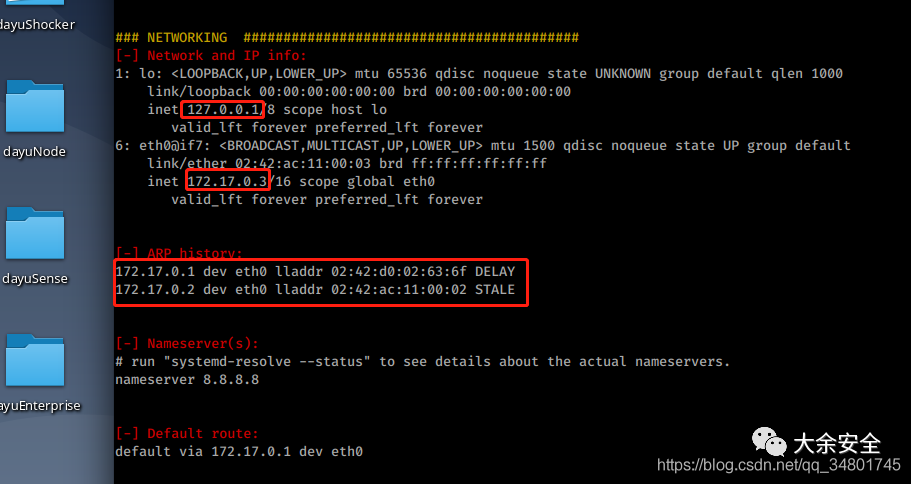 dayuShocker
dayuNode
dayuSense
ayuEnterprise
### NETWORKING  ##########################################
[-] Network and IP info:
1: lo: <LOOPBACK,UP,LOWER_UP> mtu 65536 qdisc noqueue state UNKNOWN group default qlen 1000
    link/loopback 00:00:00:00:00:00 brd 00:00:00:00:00:00
    inet 127.0.0.1/8 scope host lo
       valid_lft forever preferred_lft forever
6: eth0@if7: <BROADCAST,MULTICAST,UP,LOWER_UP> mtu 1500 qdisc noqueue state UP group default
    link/ether 02:42:ac:11:00:03 brd ff:ff:ff:ff:ff:ff
    inet 172.17.0.3/16 scope global eth0
       valid_lft forever preferred_lft forever
[-] ARP history:
172.17.0.1 dev eth0 lladdr 02:42:d0:02:63:6f DELAY
172.17.0.2 dev eth0 lladdr 02:42:ac:11:00:02 STALE
[-] Nameserver(s):
# run "systemd-resolve --status" to see details about the actual nameservers.
nameserver 8.8.8.8
[-] Default route:
default via 172.17.0.1 dev eth0
大余安全
https://blog.csdn.net/qq_34801745